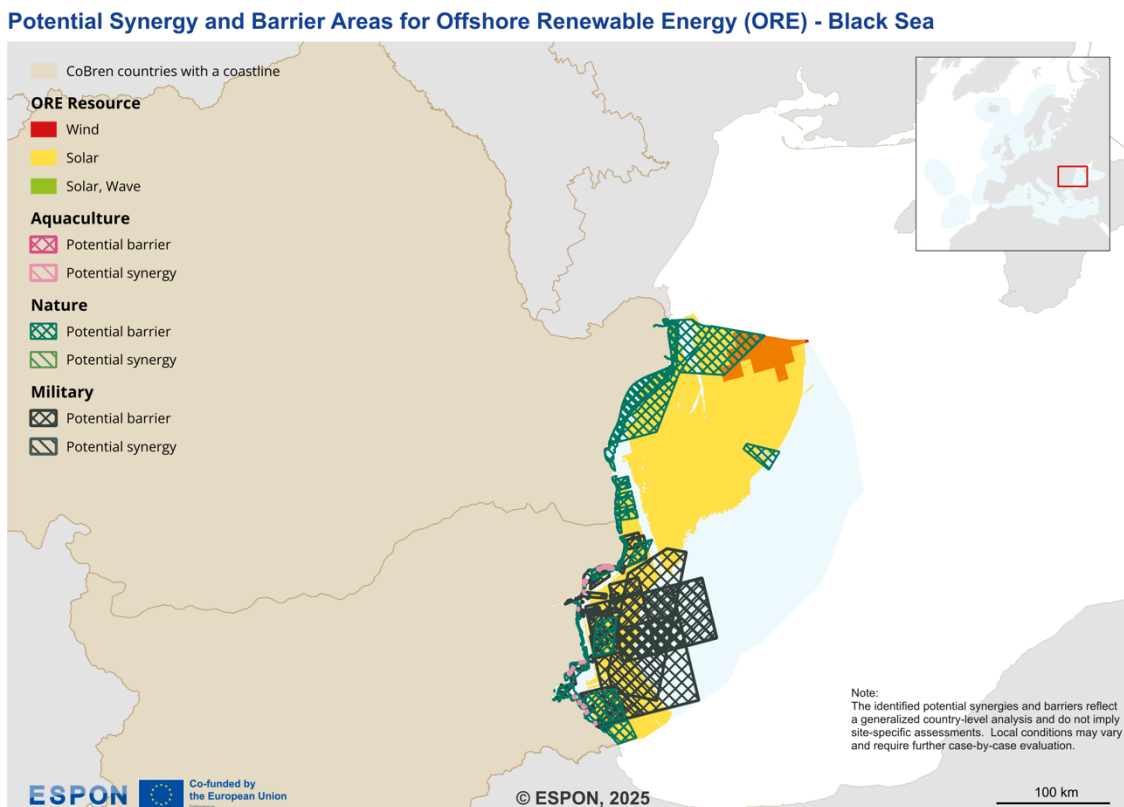 Potential Synergy and Barrier Areas for Offshore Renewable Energy (ORE) - Black Sea
CoBren countries with a coastline
ORE Resource
Wind
Solar
Solar, Wave
Aquaculture
Potential barrier
Potential synergy
Nature
Potential barrier
Potential synergy
Military
Potential barrier
Potential synergy
Note:
The identified potential synergies and barriers reflect
a generalized country-level analysis and do not imply
site-specific assessments. Local conditions may vary
and require further case-by-case evaluation.
ESPON
Co-funded by
the European Union
© ESPON, 2025
100 km